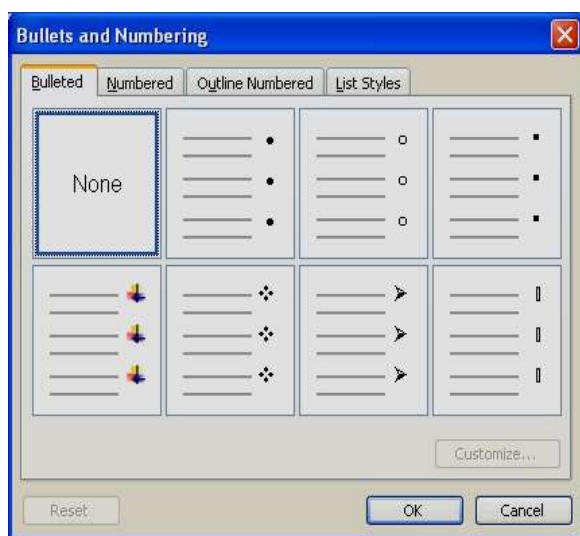 Bullets and Numbering
Bulleted Numbered Outline Numbered List Styles
None
Customize...
Reset OK Cancel